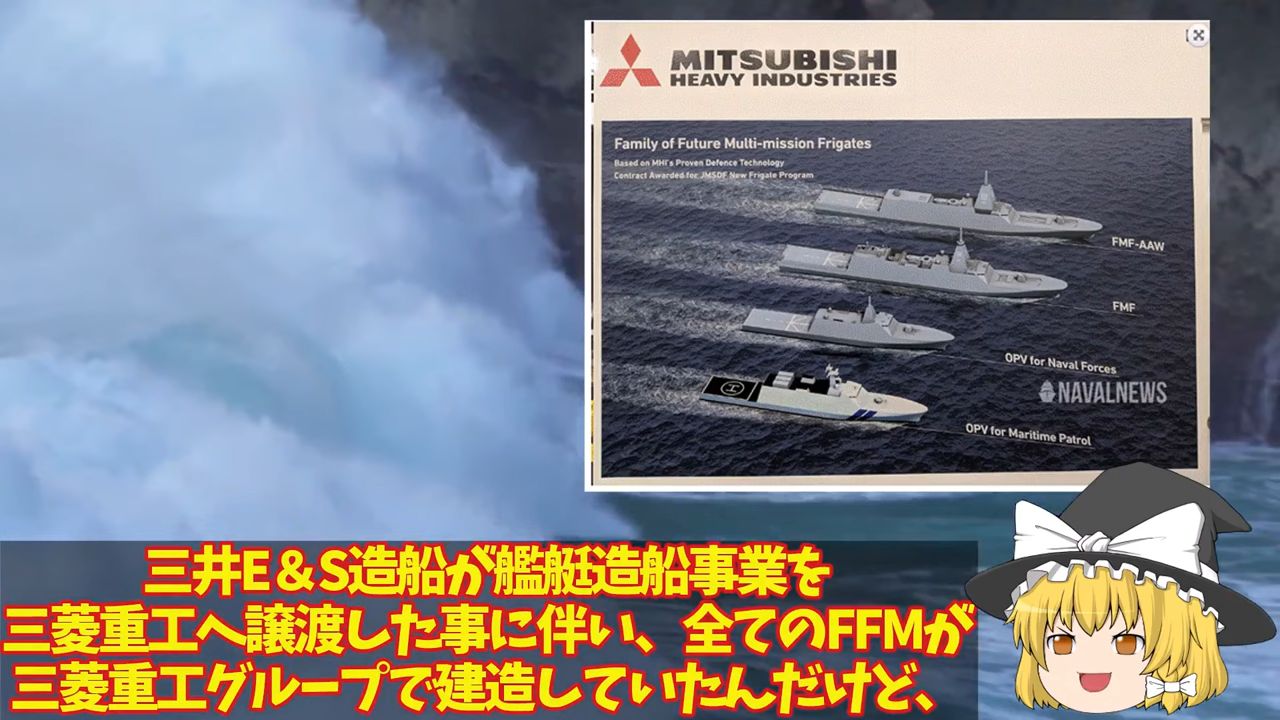 MITSUBISHI
HEAVY INDUSTRIES
Family of Future Multi-mission Frigates
Based on MHI's Proven Defence Technology
Contract Awarded for JMSDF New Frigate Program
FMF-AAW
FMF
OPV for Naval Forces
NAVALNEWS
OPV for Maritime Patrol
三井E&S造船が艦艇造船事業を
三菱重工へ譲渡した事に伴い、全てのFFMが
三菱重工グループで建造していたんだけど、